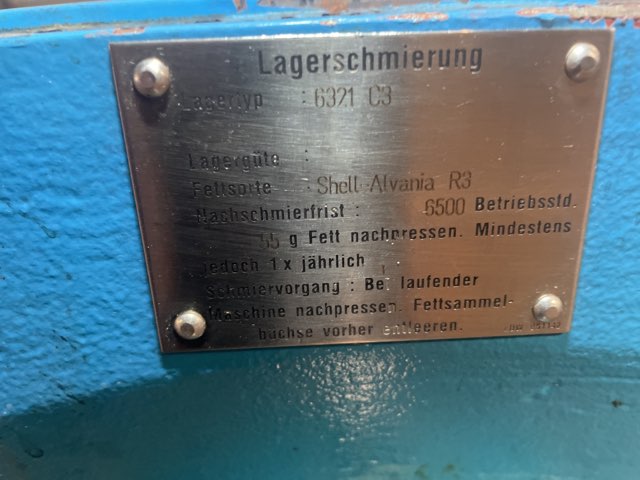 Lagerschmierung
Lagertyp : 6321 C3
Lagergüte :
Fettsorte : Shell Alvania R3
Nachschmierfrist : 6500 Betriebsstd.
55 g Fett nachpressen. Mindestens
jedoch 1 x jährlich
Schmiervorgang : Bei laufender
Maschine nachpressen. Fettsammel-
büchse vorher entleeren.